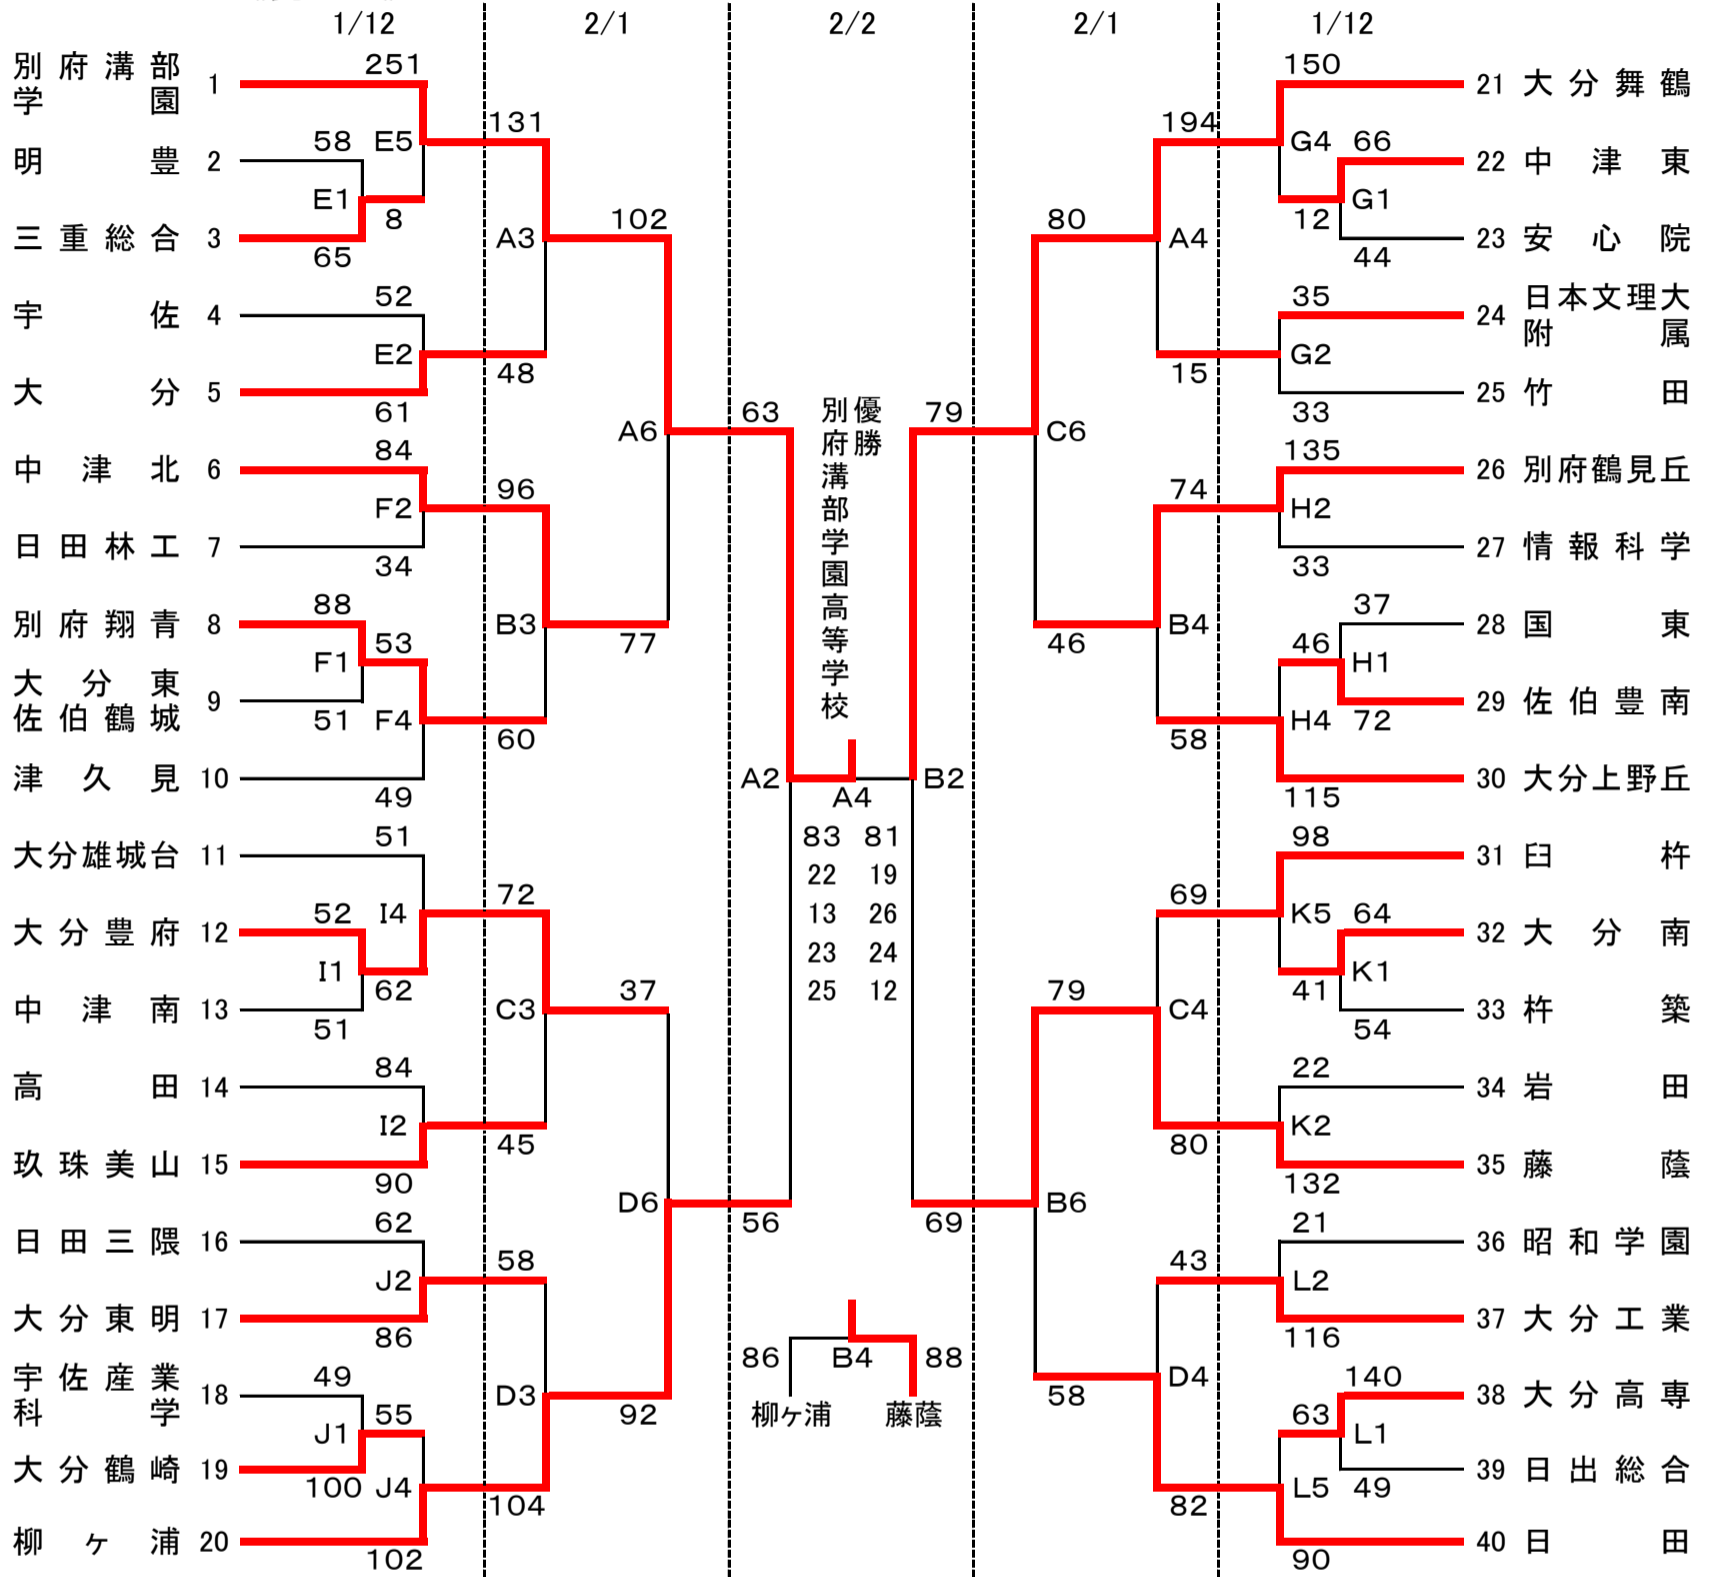 1/12 2/1 2/2 2/1 1/12
別府溝部学園 1 251
明豊 2 58
E1 E5 8
三重総合 3 65
宇佐 4 52
E2
大分 5 61
中津北 6 84
F2
日田林工 7 34
別府翔青 8 88
F1 53
大分東
佐伯鶴城 9 51
F4
津久見 10 49
大分雄城台 11 51
大分豊府 12 52
I4
I1 62
中津南 13 51
高田 14 84
I2
玖珠美山 15 90
日田三隈 16 62
J2
大分東明 17 86
宇佐産業科学 18 49
J1 55
大分鶴崎 19 100
J4
柳ヶ浦 20 102
131
A3
48
96
B3
60
72
C3
45
58
D3
104
102
A6
77
37
D6
92
63
A2
56
優勝
別府溝部学園高等学校
A4
83 81
22 19
13 26
23 24
25 12
86 B4 88
柳ヶ浦 藤蔭
79
B2
69
80
C6
46
79
B6
58
194
A4
15
74
B4
58
69
C4
80
43
D4
82
150 21 大分舞鶴
G4
66 22 中津東
12 G1
44 23 安心院
35 24 日本文理大附属
G2
33 25 竹田
135 26 別府鶴見丘
H2
33 27 情報科学
37 28 国東
46 H1
72 29 佐伯豊南
H4
115 30 大分上野丘
98 31 臼杵
K5
64 32 大分南
41 K1
54 33 杵築
22 34 岩田
K2
132 35 藤蔭
21 36 昭和学園
L2
116 37 大分工業
140 38 大分高専
63 L1
49 39 日出総合
L5
90 40 日田